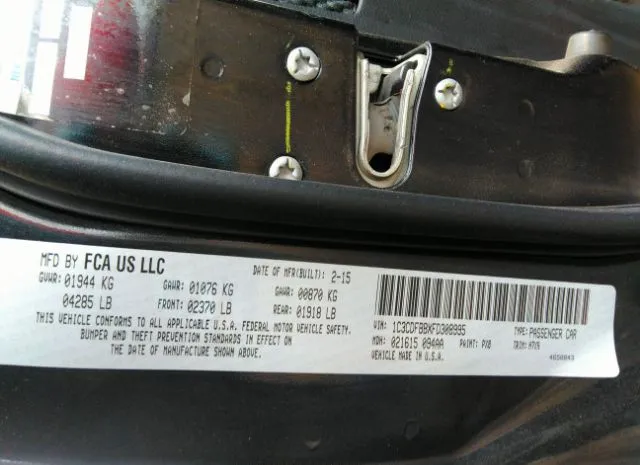 MFD BY FCA US LLC
DATE OF MFR(BUILT): 2-15
GVWR: 01944 KG GAWR: 01076 KG GAWR: 00870 KG
04285 LB FRONT: 02370 LB REAR: 01918 LB
THIS VEHICLE CONFORMS TO ALL APPLICABLE U.S.A. FEDERAL MOTOR VEHICLE SAFETY,
BUMPER AND THEFT PREVENTION STANDARDS IN EFFECT ON
THE DATE OF MANUFACTURE SHOWN ABOVE.
VIN: 1C3CDFBBXFD308995 TYPE: PASSENGER CAR
MDH: 021615 094AA PAINT: PX8 TRIM:
VEHICLE MADE IN U.S.A.